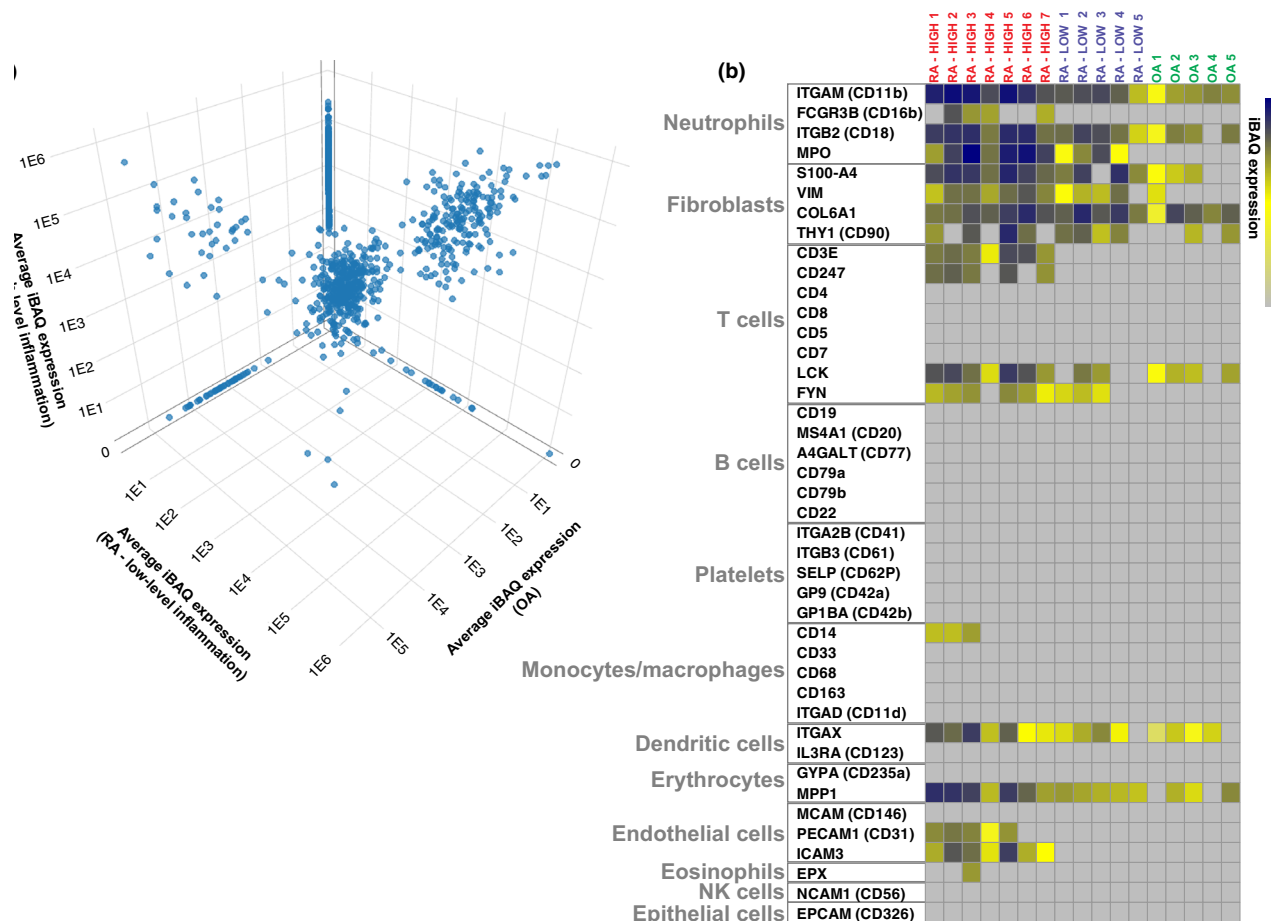 )
1E6
1E5
1E4
1E3
1E2
1E1
0
Average iBAQ expression
-level inflammation)
1E1
1E2
1E3
1E4
1E5
1E6
Average iBAQ expression
(RA - low-level inflammation)
0
1E1
1E2
1E3
1E4
1E5
Average iBAQ expression
(OA)
(b)
RA - HIGH 1
RA - HIGH 2
RA - HIGH 3
RA - HIGH 4
RA - HIGH 5
RA - HIGH 6
RA - HIGH 7
RA - LOW 1
RA - LOW 2
RA - LOW 3
RA - LOW 4
RA - LOW 5
OA 1
OA 2
OA 3
OA 4
OA 5
iBAQ expression
Neutrophils
ITGAM (CD11b)
FCGR3B (CD16b)
ITGB2 (CD18)
MPO
Fibroblasts
S100-A4
VIM
COL6A1
THY1 (CD90)
T cells
CD3E
CD247
CD4
CD8
CD5
CD7
LCK
FYN
B cells
CD19
MS4A1 (CD20)
A4GALT (CD77)
CD79a
CD79b
CD22
Platelets
ITGA2B (CD41)
ITGB3 (CD61)
SELP (CD62P)
GP9 (CD42a)
GP1BA (CD42b)
Monocytes/macrophages
CD14
CD33
CD68
CD163
ITGAD (CD11d)
Dendritic cells
ITGAX
IL3RA (CD123)
Erythrocytes
GYPA (CD235a)
MPP1
Endothelial cells
MCAM (CD146)
PECAM1 (CD31)
ICAM3
Eosinophils
EPX
NK cells
NCAM1 (CD56)
Epithelial cells
EPCAM (CD326)